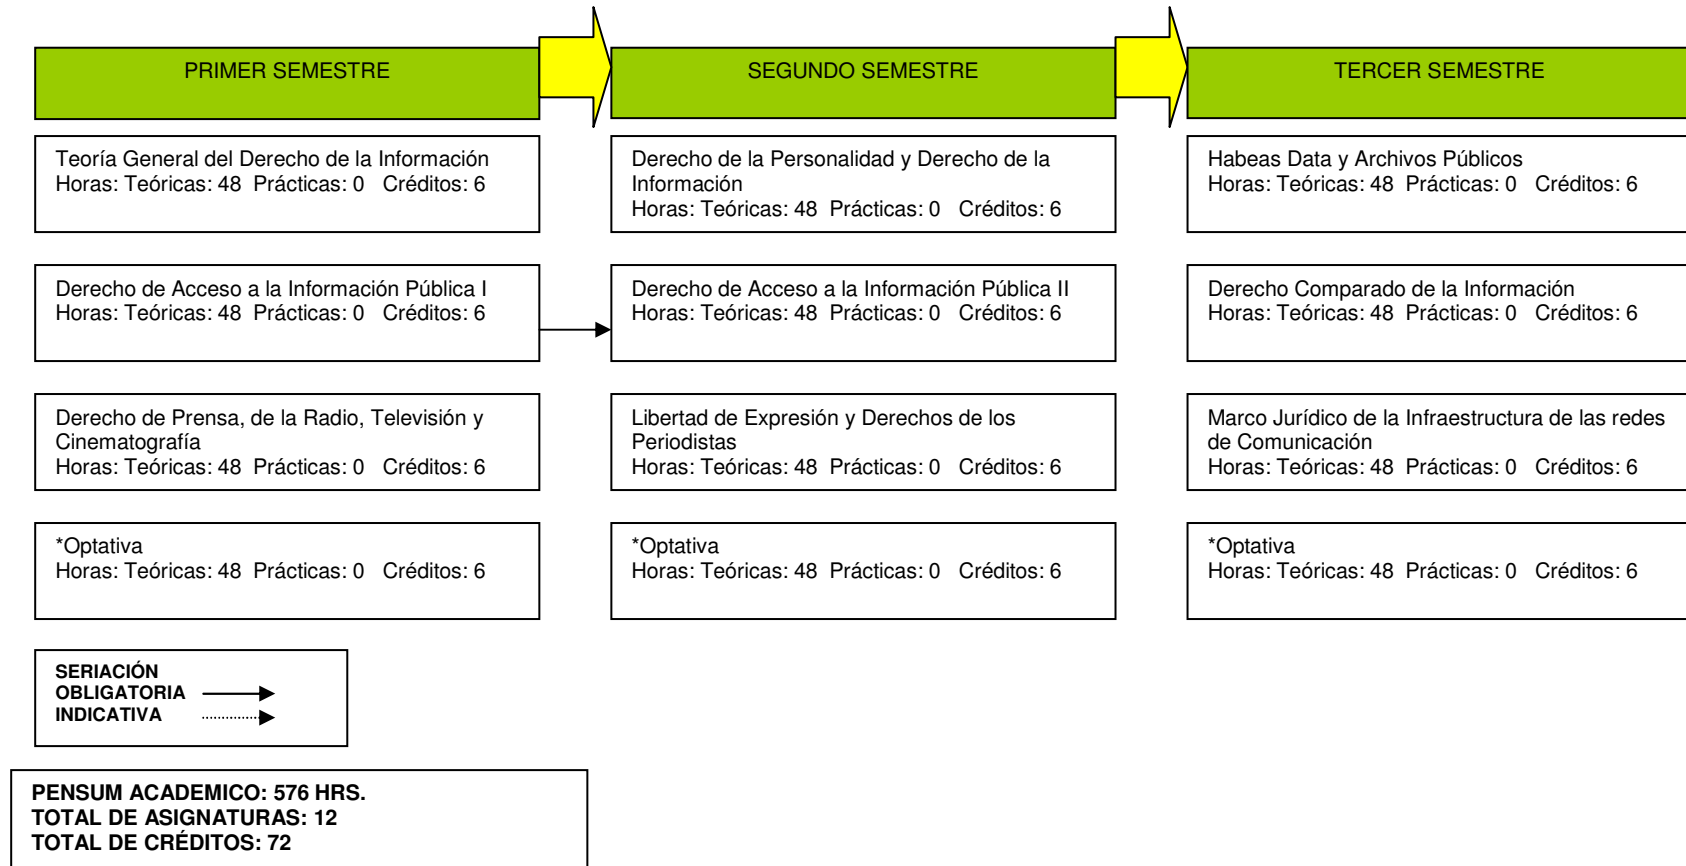 PRIMER SEMESTRE
SEGUNDO SEMESTRE
TERCER SEMESTRE
Teoría General del Derecho de la Información
Horas: Teóricas: 48  Prácticas: 0   Créditos: 6
Derecho de la Personalidad y Derecho de la
Información
Horas: Teóricas: 48  Prácticas: 0   Créditos: 6
Habeas Data y Archivos Públicos
Horas: Teóricas: 48  Prácticas: 0   Créditos: 6
Derecho de Acceso a la Información Pública I
Horas: Teóricas: 48  Prácticas: 0   Créditos: 6
Derecho de Acceso a la Información Pública II
Horas: Teóricas: 48  Prácticas: 0   Créditos: 6
Derecho Comparado de la Información
Horas: Teóricas: 48  Prácticas: 0   Créditos: 6
Derecho de Prensa, de la Radio, Televisión y
Cinematografía
Horas: Teóricas: 48  Prácticas: 0   Créditos: 6
Libertad de Expresión y Derechos de los
Periodistas
Horas: Teóricas: 48  Prácticas: 0   Créditos: 6
Marco Jurídico de la Infraestructura de las redes
de Comunicación
Horas: Teóricas: 48  Prácticas: 0   Créditos: 6
*Optativa
Horas: Teóricas: 48  Prácticas: 0   Créditos: 6
*Optativa
Horas: Teóricas: 48  Prácticas: 0   Créditos: 6
*Optativa
Horas: Teóricas: 48  Prácticas: 0   Créditos: 6
SERIACIÓN
OBLIGATORIA
INDICATIVA
PENSUM ACADEMICO: 576 HRS.
TOTAL DE ASIGNATURAS: 12
TOTAL DE CRÉDITOS: 72